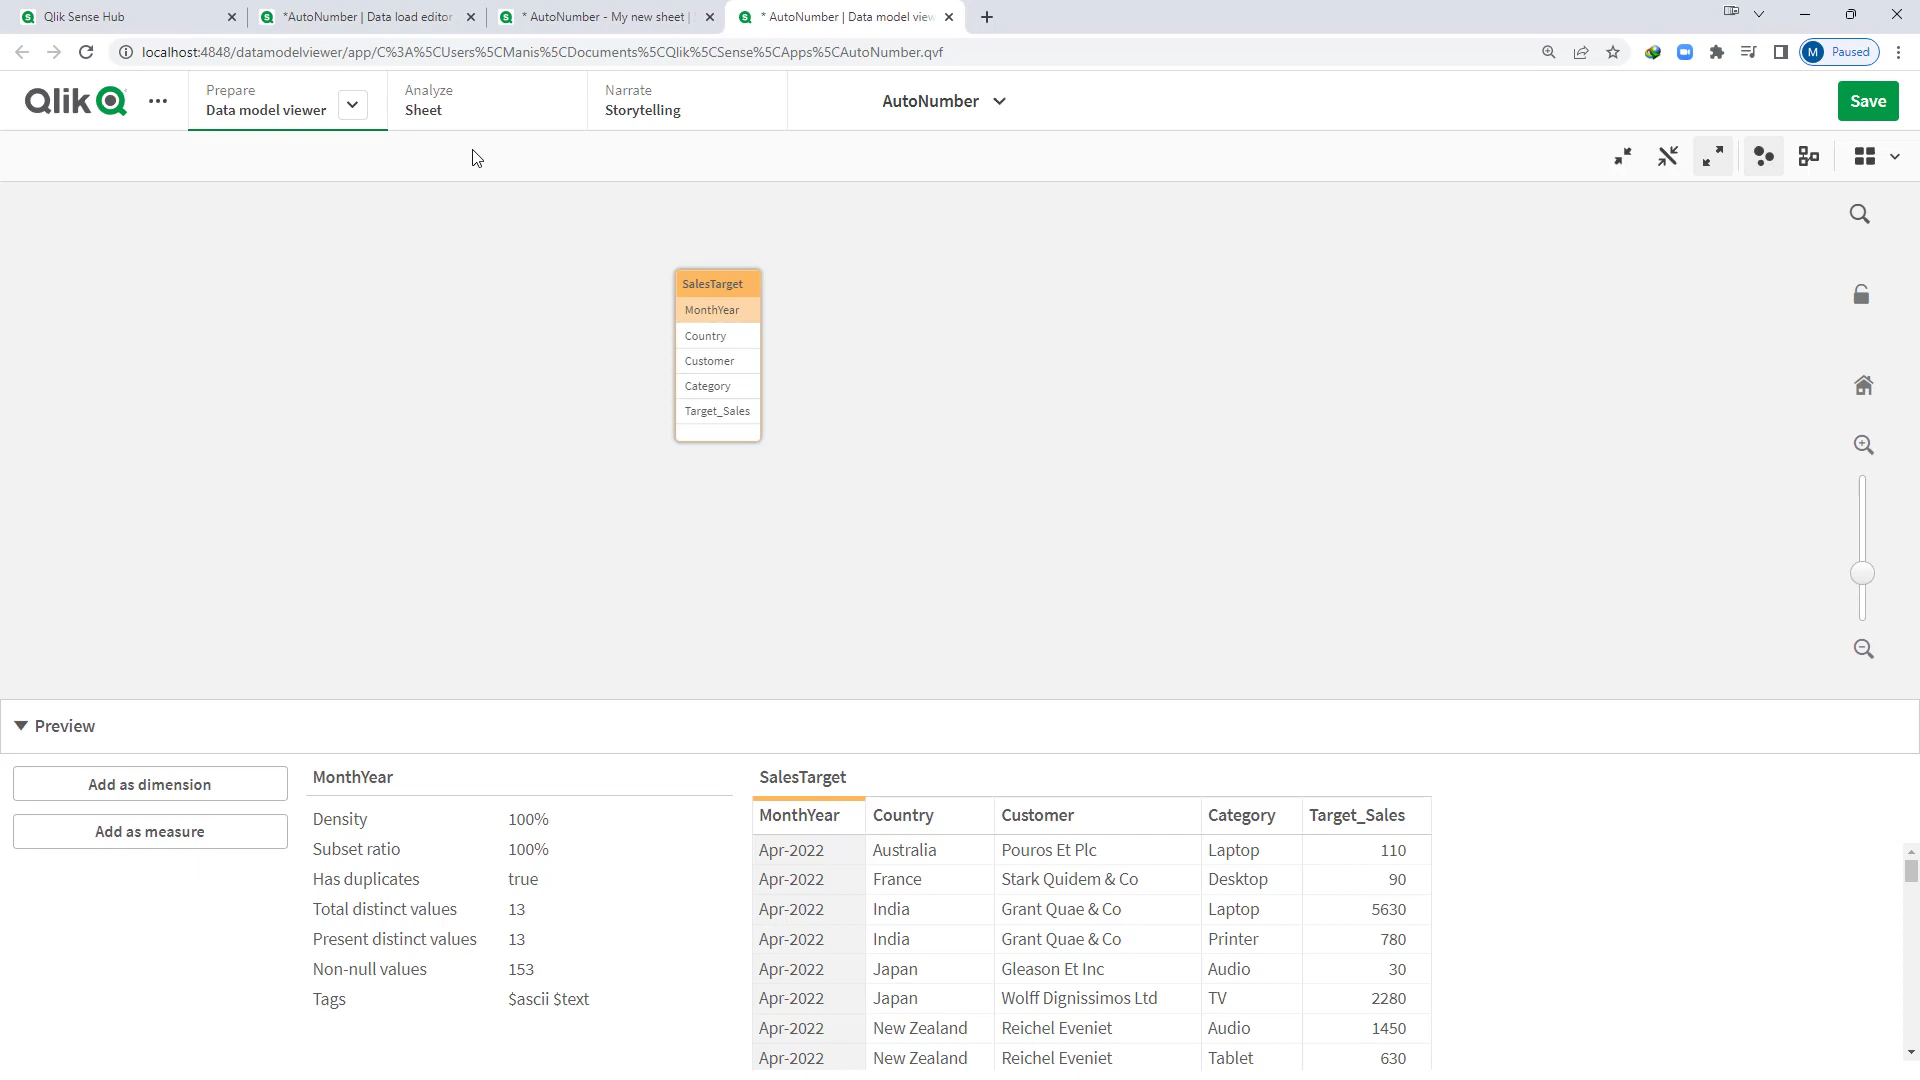 Qlik Sense Hub
*AutoNumber | Data load editor
* AutoNumber - My new sheet |
* AutoNumber | Data model view
localhost:4848/datamodelviewer/app/C%3A%5CUsers%5CManis%5CDocuments%5CQlik%5CSense%5CApps%5CAutoNumber.qvf
M Paused
Qlik
Prepare
Data model viewer
Analyze
Sheet
Narrate
Storytelling
AutoNumber
Save
SalesTarget
MonthYear
Country
Customer
Category
Target_Sales
Preview
Add as dimension
Add as measure
MonthYear
Density 100%
Subset ratio 100%
Has duplicates true
Total distinct values 13
Present distinct values 13
Non-null values 153
Tags $ascii $text
SalesTarget
MonthYear Country Customer Category Target_Sales
Apr-2022 Australia Pouros Et Plc Laptop 110
Apr-2022 France Stark Quidem & Co Desktop 90
Apr-2022 India Grant Quae & Co Laptop 5630
Apr-2022 India Grant Quae & Co Printer 780
Apr-2022 Japan Gleason Et Inc Audio 30
Apr-2022 Japan Wolff Dignissimos Ltd TV 2280
Apr-2022 New Zealand Reichel Eveniet Audio 1450
Apr-2022 New Zealand Reichel Eveniet Tablet 630